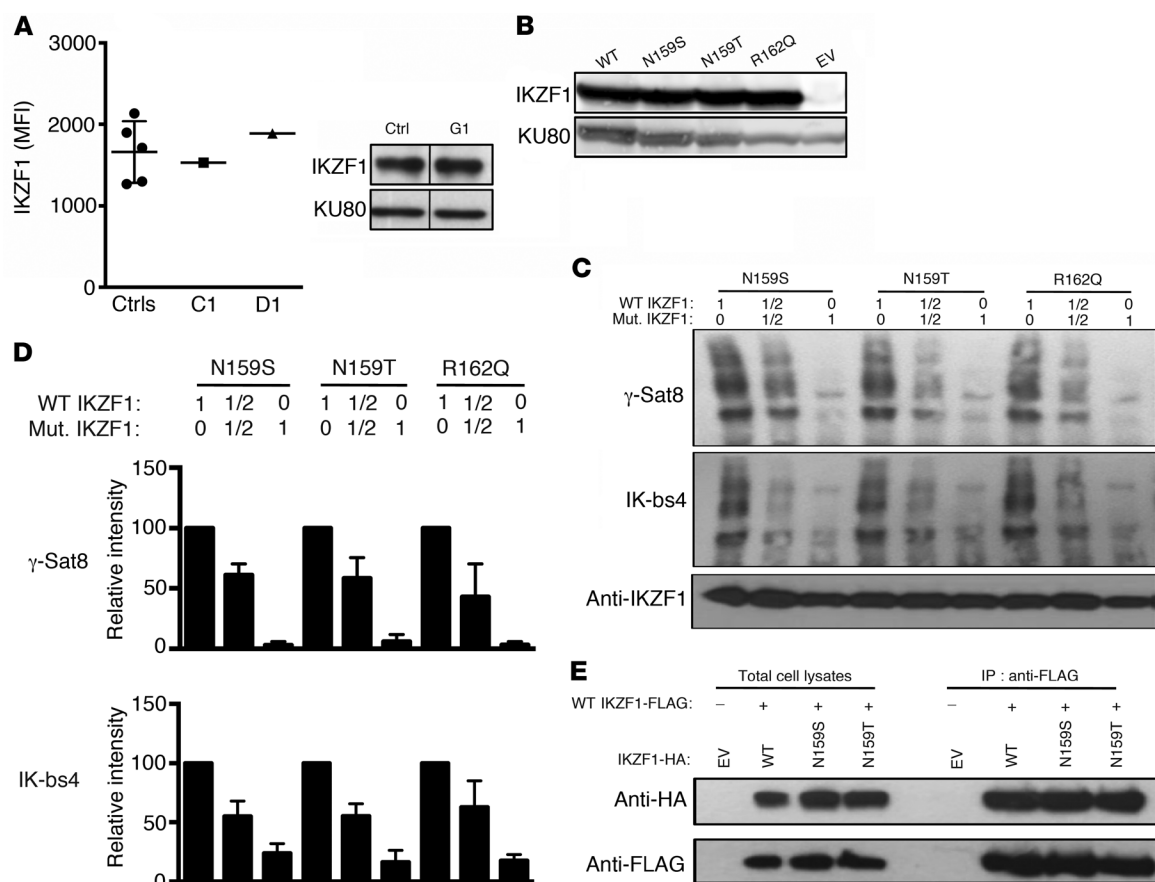 A
3000
2000
1000
0
IKZF1 (MFI)
Ctrls C1 D1
Ctrl G1
IKZF1
KU80
B
WT N159S N159T R162Q EV
IKZF1
KU80
C
N159S N159T R162Q
WT IKZF1: 1 1/2 0 1 1/2 0 1 1/2 0
Mut. IKZF1: 0 1/2 1 0 1/2 1 0 1/2 1
γ-Sat8
IK-bs4
Anti-IKZF1
D
N159S N159T R162Q
WT IKZF1: 1 1/2 0 1 1/2 0 1 1/2 0
Mut. IKZF1: 0 1/2 1 0 1/2 1 0 1/2 1
γ-Sat8
Relative intensity
150
100
50
0
IK-bs4
Relative intensity
150
100
50
0
E
Total cell lysates IP : anti-FLAG
WT IKZF1-FLAG: – + + + – + + +
IKZF1-HA: EV WT N159S N159T EV WT N159S N159T
Anti-HA
Anti-FLAG